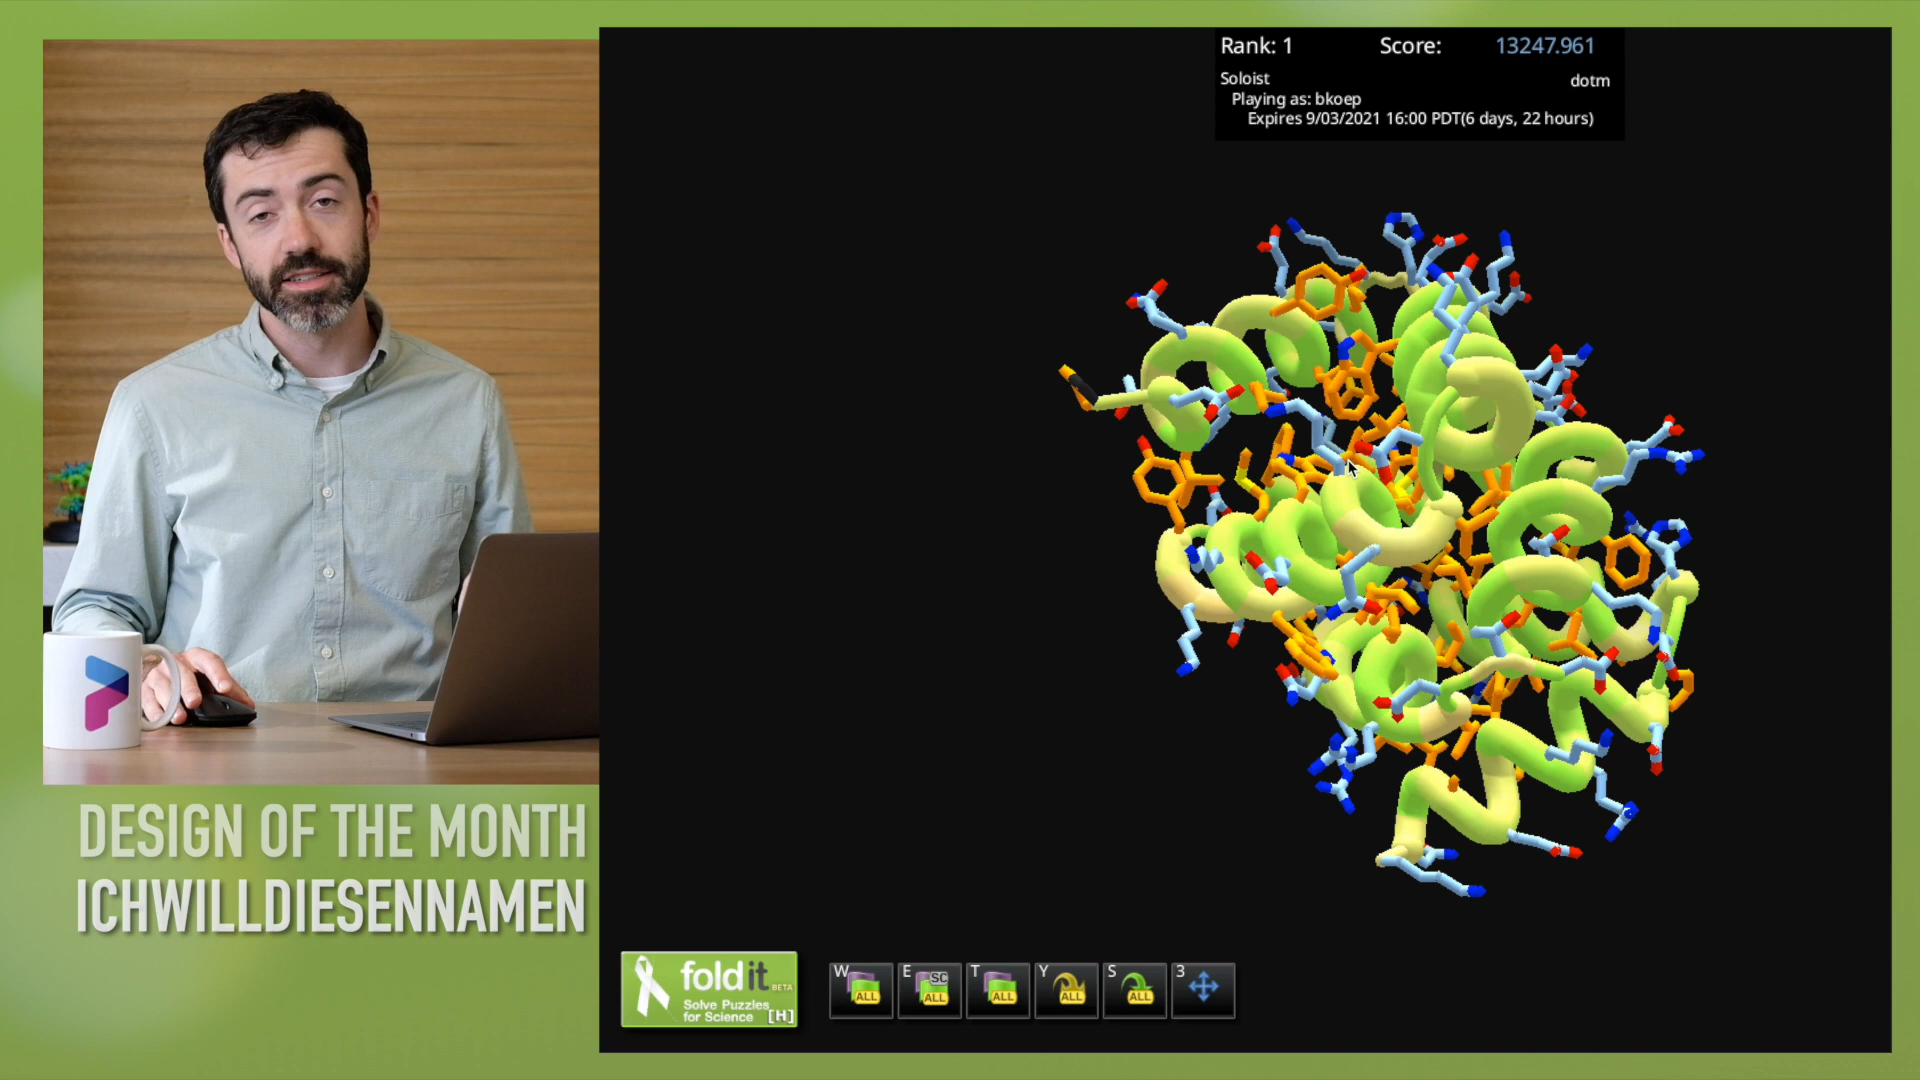 Rank: 1 Score: 13247.961
Soloist dotm
Playing as: bkoep
Expires 9/03/2021 16:00 PDT(6 days, 22 hours)
DESIGN OF THE MONTH
ICHWILLDIESENNAMEN
foldit BETA
Solve Puzzles
for Science [H]
W ALL
E SC ALL
T ALL
Y ALL
S ALL
3